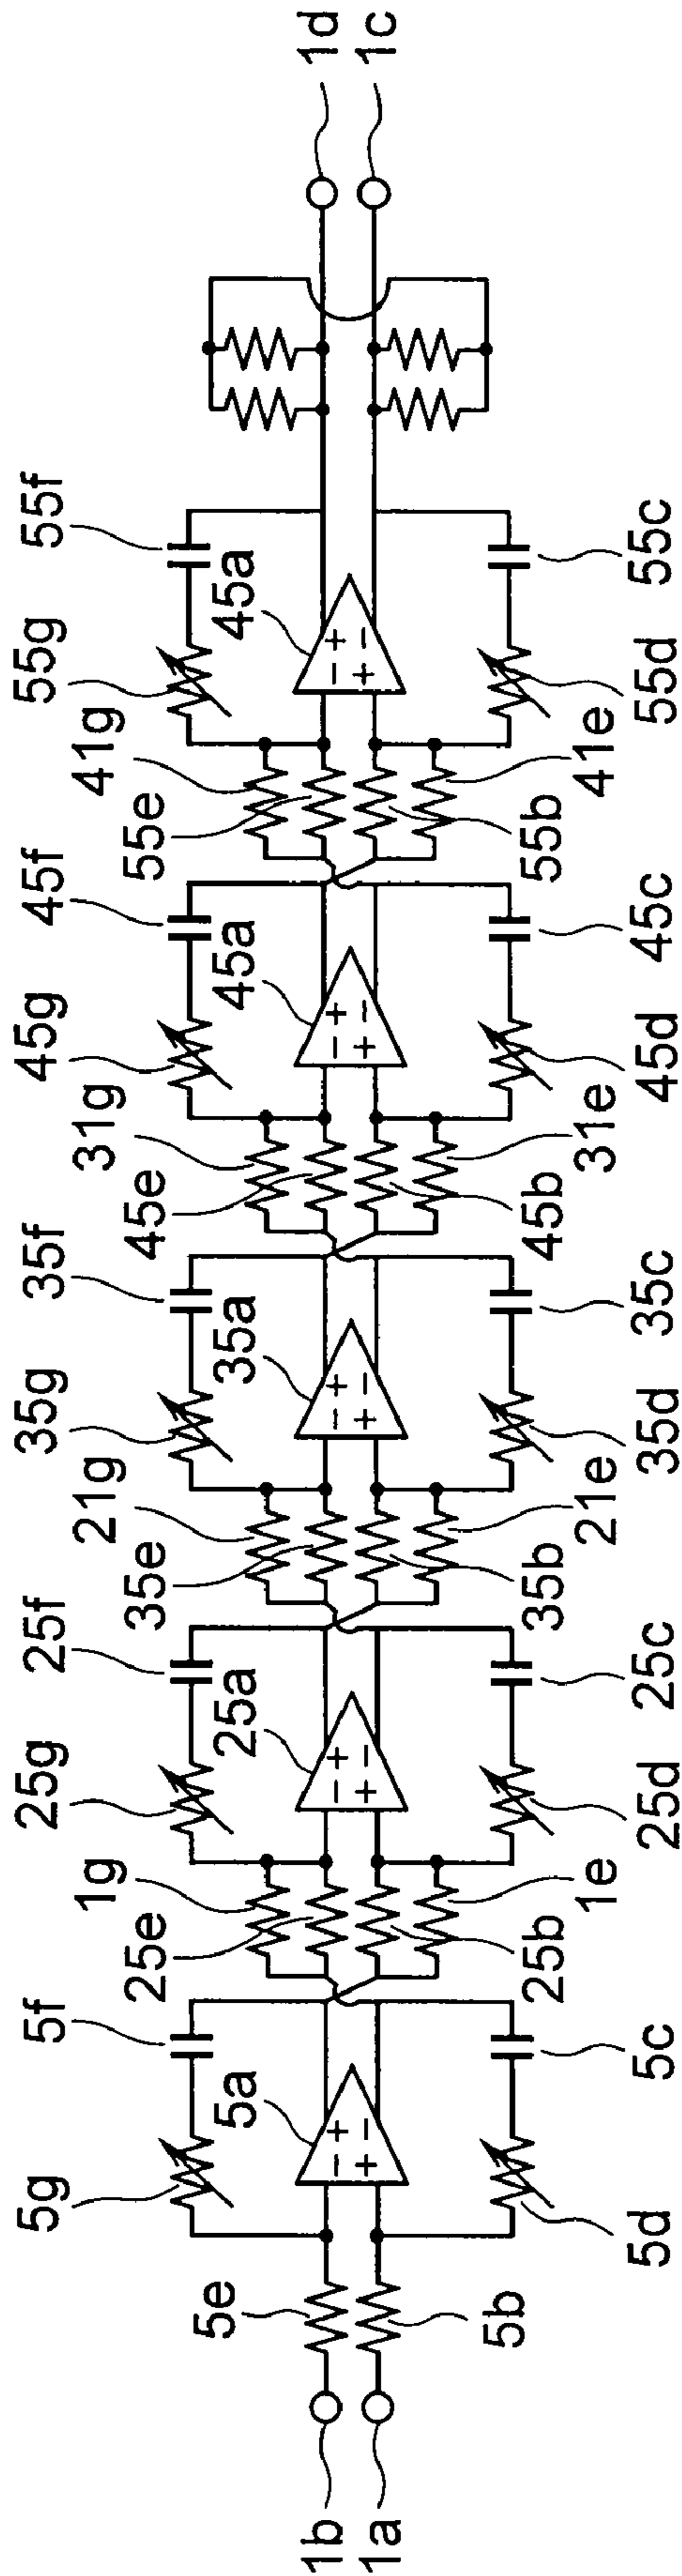 5g 5f 25g 25f 35g 35f 45g 45f 55g 55f
1g 21g 31g 41g
25e 35e 45e 55e
5e 5a 25a 35a 45a 45a
1b − + − + − + − + − + 1d
1a + − + − + − + − + − 1c
5b 25b 35b 45b 55b
1e 21e 31e 41e
5d 5c 25d 25c 35d 35c 45d 45c 55d 55c